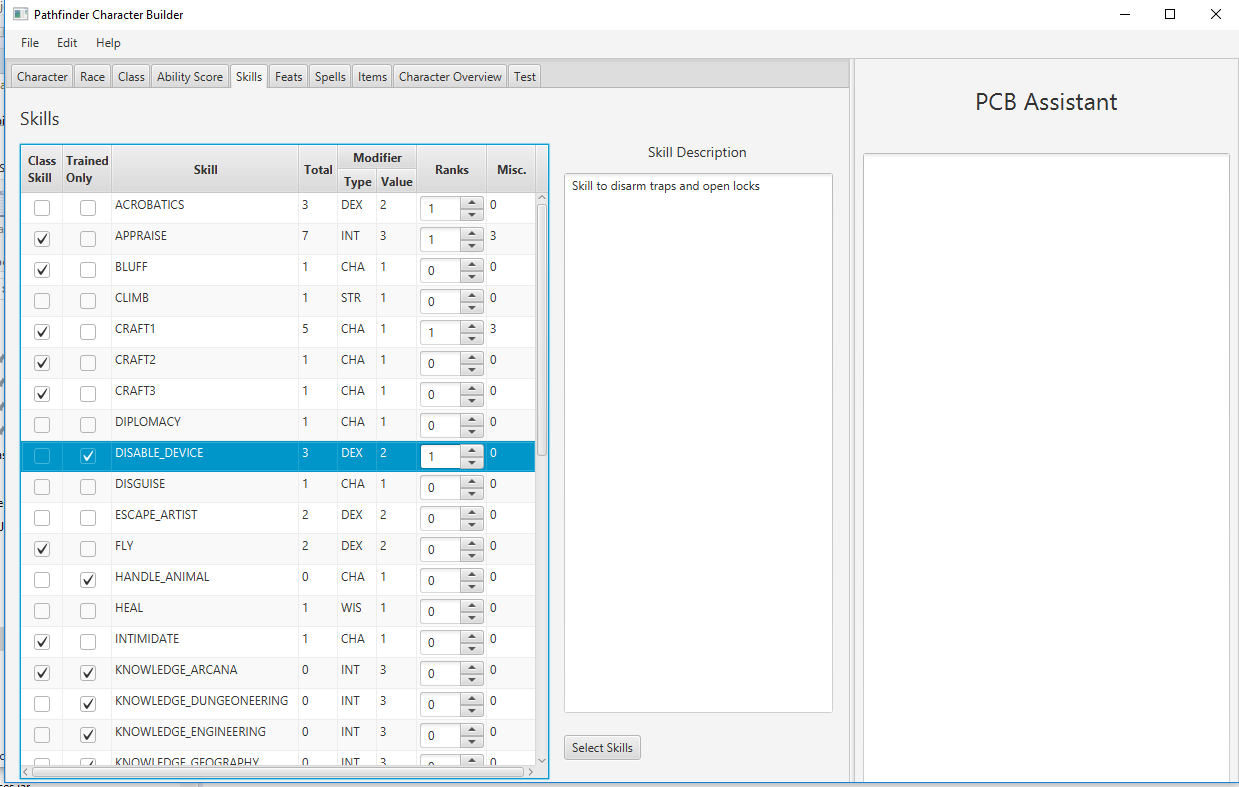 Pathfinder Character Builder
File Edit Help
Character Race Class Ability Score Skills Feats Spells Items Character Overview Test
PCB Assistant
Skills
Skill Description
Skill to disarm traps and open locks
Class Skill Trained Only Skill Total Modifier Type Value Ranks Misc.
ACROBATICS 3 DEX 2 1 0
APPRAISE 7 INT 3 1 3
BLUFF 1 CHA 1 0 0
CLIMB 1 STR 1 0 0
CRAFT1 5 CHA 1 1 3
CRAFT2 1 CHA 1 0 0
CRAFT3 1 CHA 1 0 0
DIPLOMACY 1 CHA 1 0 0
DISABLE_DEVICE 3 DEX 2 1 0
DISGUISE 1 CHA 1 0 0
ESCAPE_ARTIST 2 DEX 2 0 0
FLY 2 DEX 2 0 0
HANDLE_ANIMAL 0 CHA 1 0 0
HEAL 1 WIS 1 0 0
INTIMIDATE 1 CHA 1 0 0
KNOWLEDGE_ARCANA 0 INT 3 0 0
KNOWLEDGE_DUNGEONEERING 0 INT 3 0 0
KNOWLEDGE_ENGINEERING 0 INT 3 0 0
KNOWLEDGE_GEOGRAPHY 0 INT 3 0 0
Select Skills